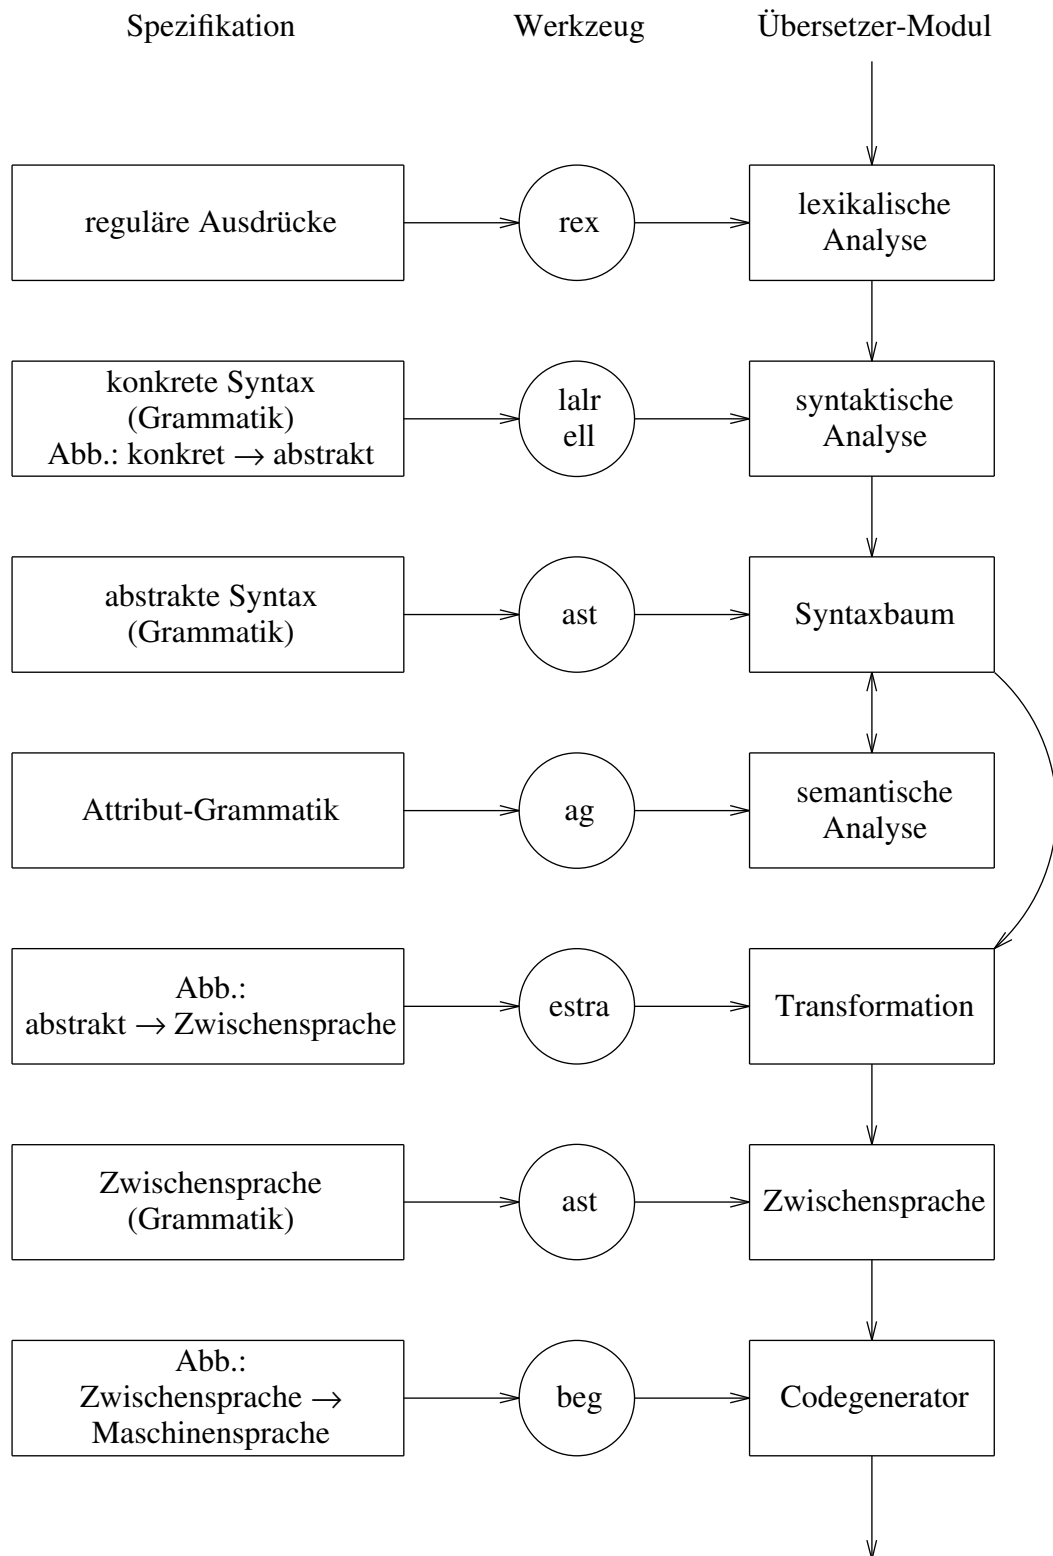 Spezifikation
Werkzeug
Übersetzer-Modul
reguläre Ausdrücke
rex
lexikalische
Analyse
konkrete Syntax
(Grammatik)
Abb.: konkret → abstrakt
lalr
ell
syntaktische
Analyse
abstrakte Syntax
(Grammatik)
ast
Syntaxbaum
Attribut-Grammatik
ag
semantische
Analyse
Abb.:
abstrakt → Zwischensprache
estra
Transformation
Zwischensprache
(Grammatik)
ast
Zwischensprache
Abb.:
Zwischensprache →
Maschinensprache
beg
Codegenerator